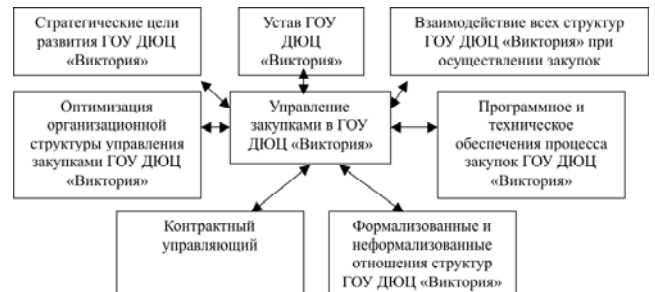 Стратегические цели
развития ГОУ ДЮЦ
«Виктория»
Устав ГОУ
ДЮЦ
«Виктория»
Взаимодействие всех структур
ГОУ ДЮЦ «Виктория» при
осуществлении закупок
Оптимизация
организационной
структуры управления
закупками ГОУ ДЮЦ
«Виктория»
Управление
закупками в ГОУ
ДЮЦ «Виктория»
Программное и
техническое
обеспечения процесса
закупок ГОУ ДЮЦ
«Виктория»
Контрактный
управляющий
Формализованные и
неформализованные
отношения структур
ГОУ ДЮЦ «Виктория»